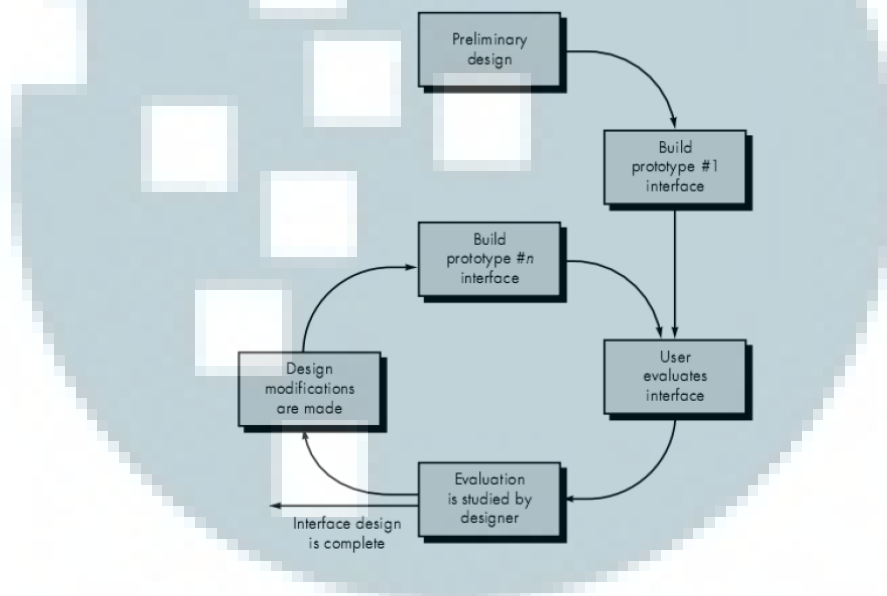 Preliminary
design
Build
prototype #1
interface
Build
prototype #n
interface
User
evaluates
interface
Design
modifications
are made
Evaluation
is studied by
designer
Interface design
is complete